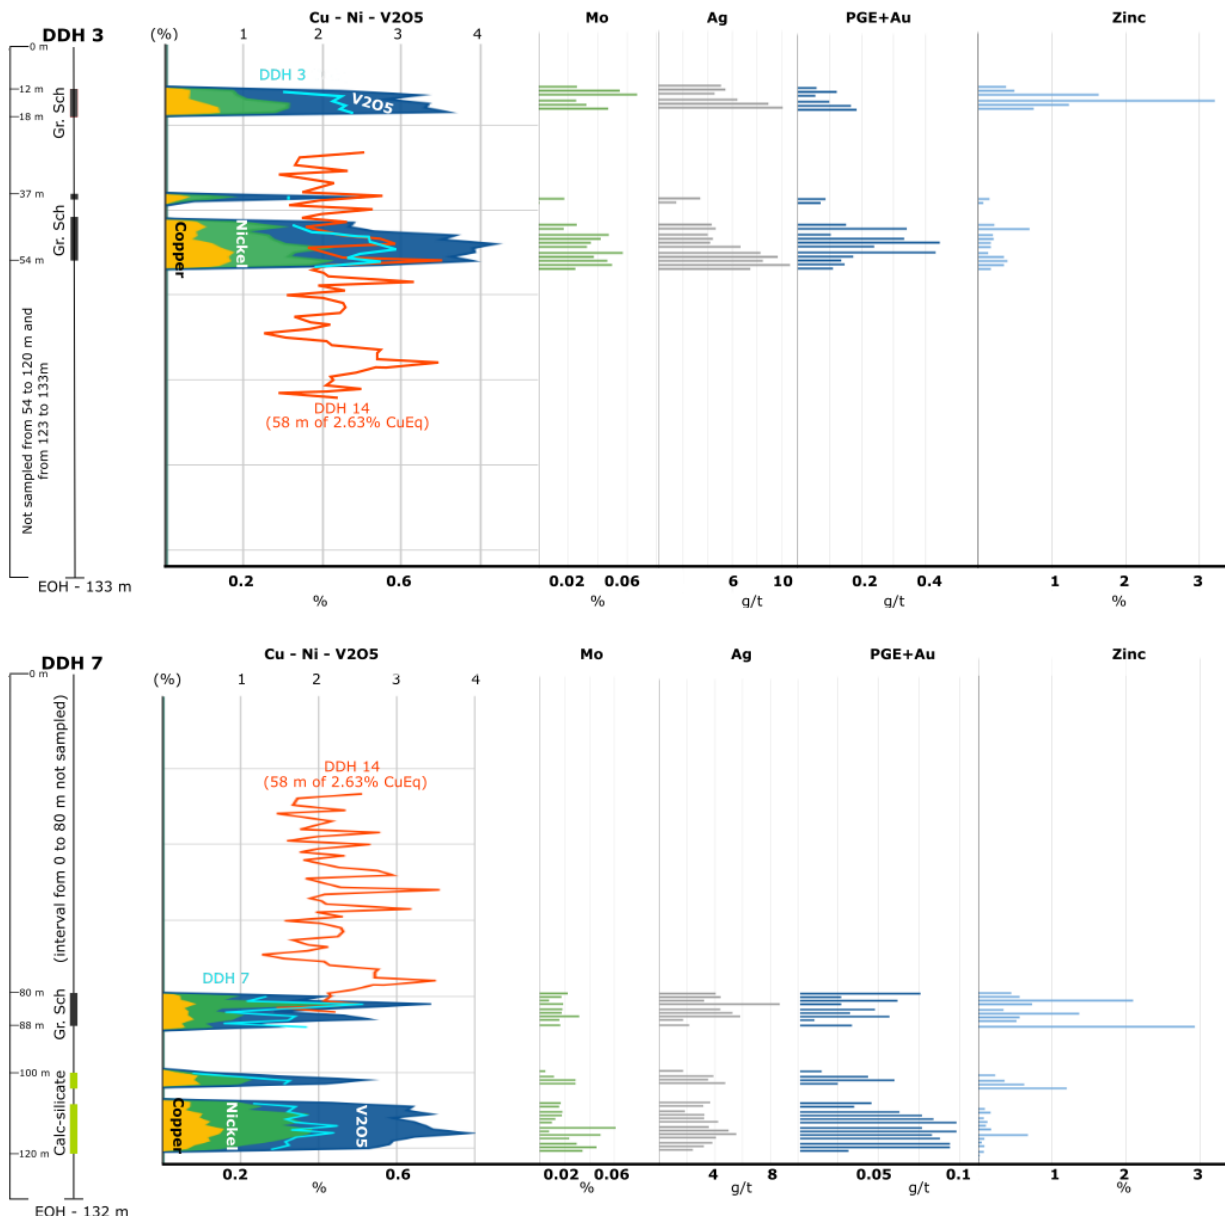 Cu - Ni - V2O5
Mo
Ag
PGE+Au
Zinc
DDH 3
(%)
1
2
3
4
0 m
DDH 3
V2O5
12 m
18 m
Gr. Sch
37 m
Gr. Sch
54 m
Copper
Nickel
Not sampled from 54 to 120 m and
from 123 to 133m
DDH 14
(58 m of 2.63% CuEq)
EOH - 133 m
0.2
0.6
0.02
0.06
6
10
0.2
0.4
1
2
3
%
%
g/t
g/t
%
Cu - Ni - V2O5
Mo
Ag
PGE+Au
Zinc
DDH 7
(%)
1
2
3
4
0 m
(interval fom 0 to 80 m not sampled)
DDH 14
(58 m of 2.63% CuEq)
DDH 7
80 m
Gr. Sch
88 m
100 m
Calc-silicate
120 m
Copper
Nickel
V2O5
0.2
0.6
0.02
0.06
4
8
0.05
0.1
1
2
3
%
%
g/t
g/t
%
EOH - 132 m